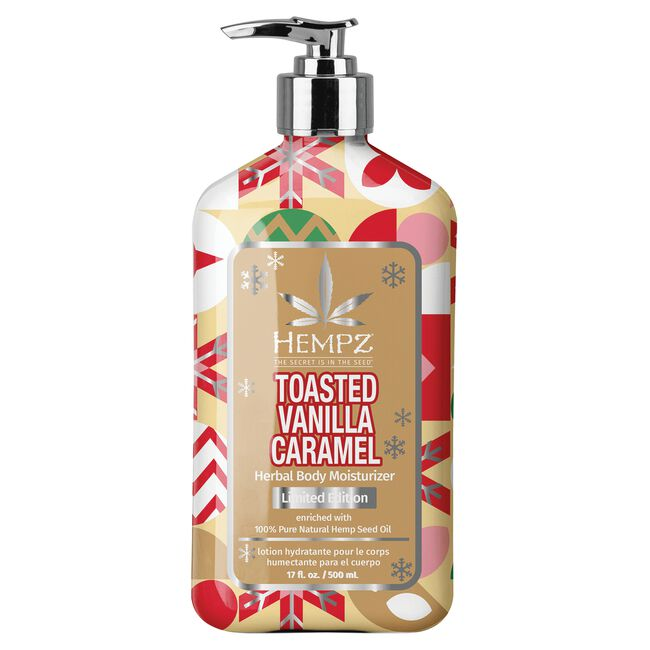 HEMPZ
THE SECRET IS IN THE SEED®
TOASTED
VANILLA
CARAMEL
Herbal Body Moisturizer
Limited Edition
enriched with
100% Pure Natural Hemp Seed Oil
lotion hydratante pour le corps
humectante para el cuerpo
17 fl. oz. / 500 mL